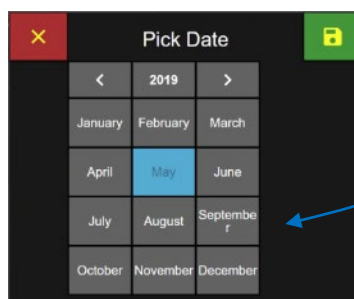 Pick Date
< 2019 >
January February March
April May June
July August Septembe
r
October November December